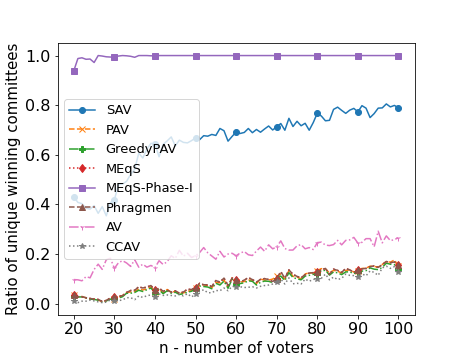 Ratio of unique winning committees
1.0
0.8
0.6
0.4
0.2
0.0
SAV
PAV
GreedyPAV
MEqS
MEqS-Phase-I
Phragmen
AV
CCAV
20 30 40 50 60 70 80 90 100
n - number of voters